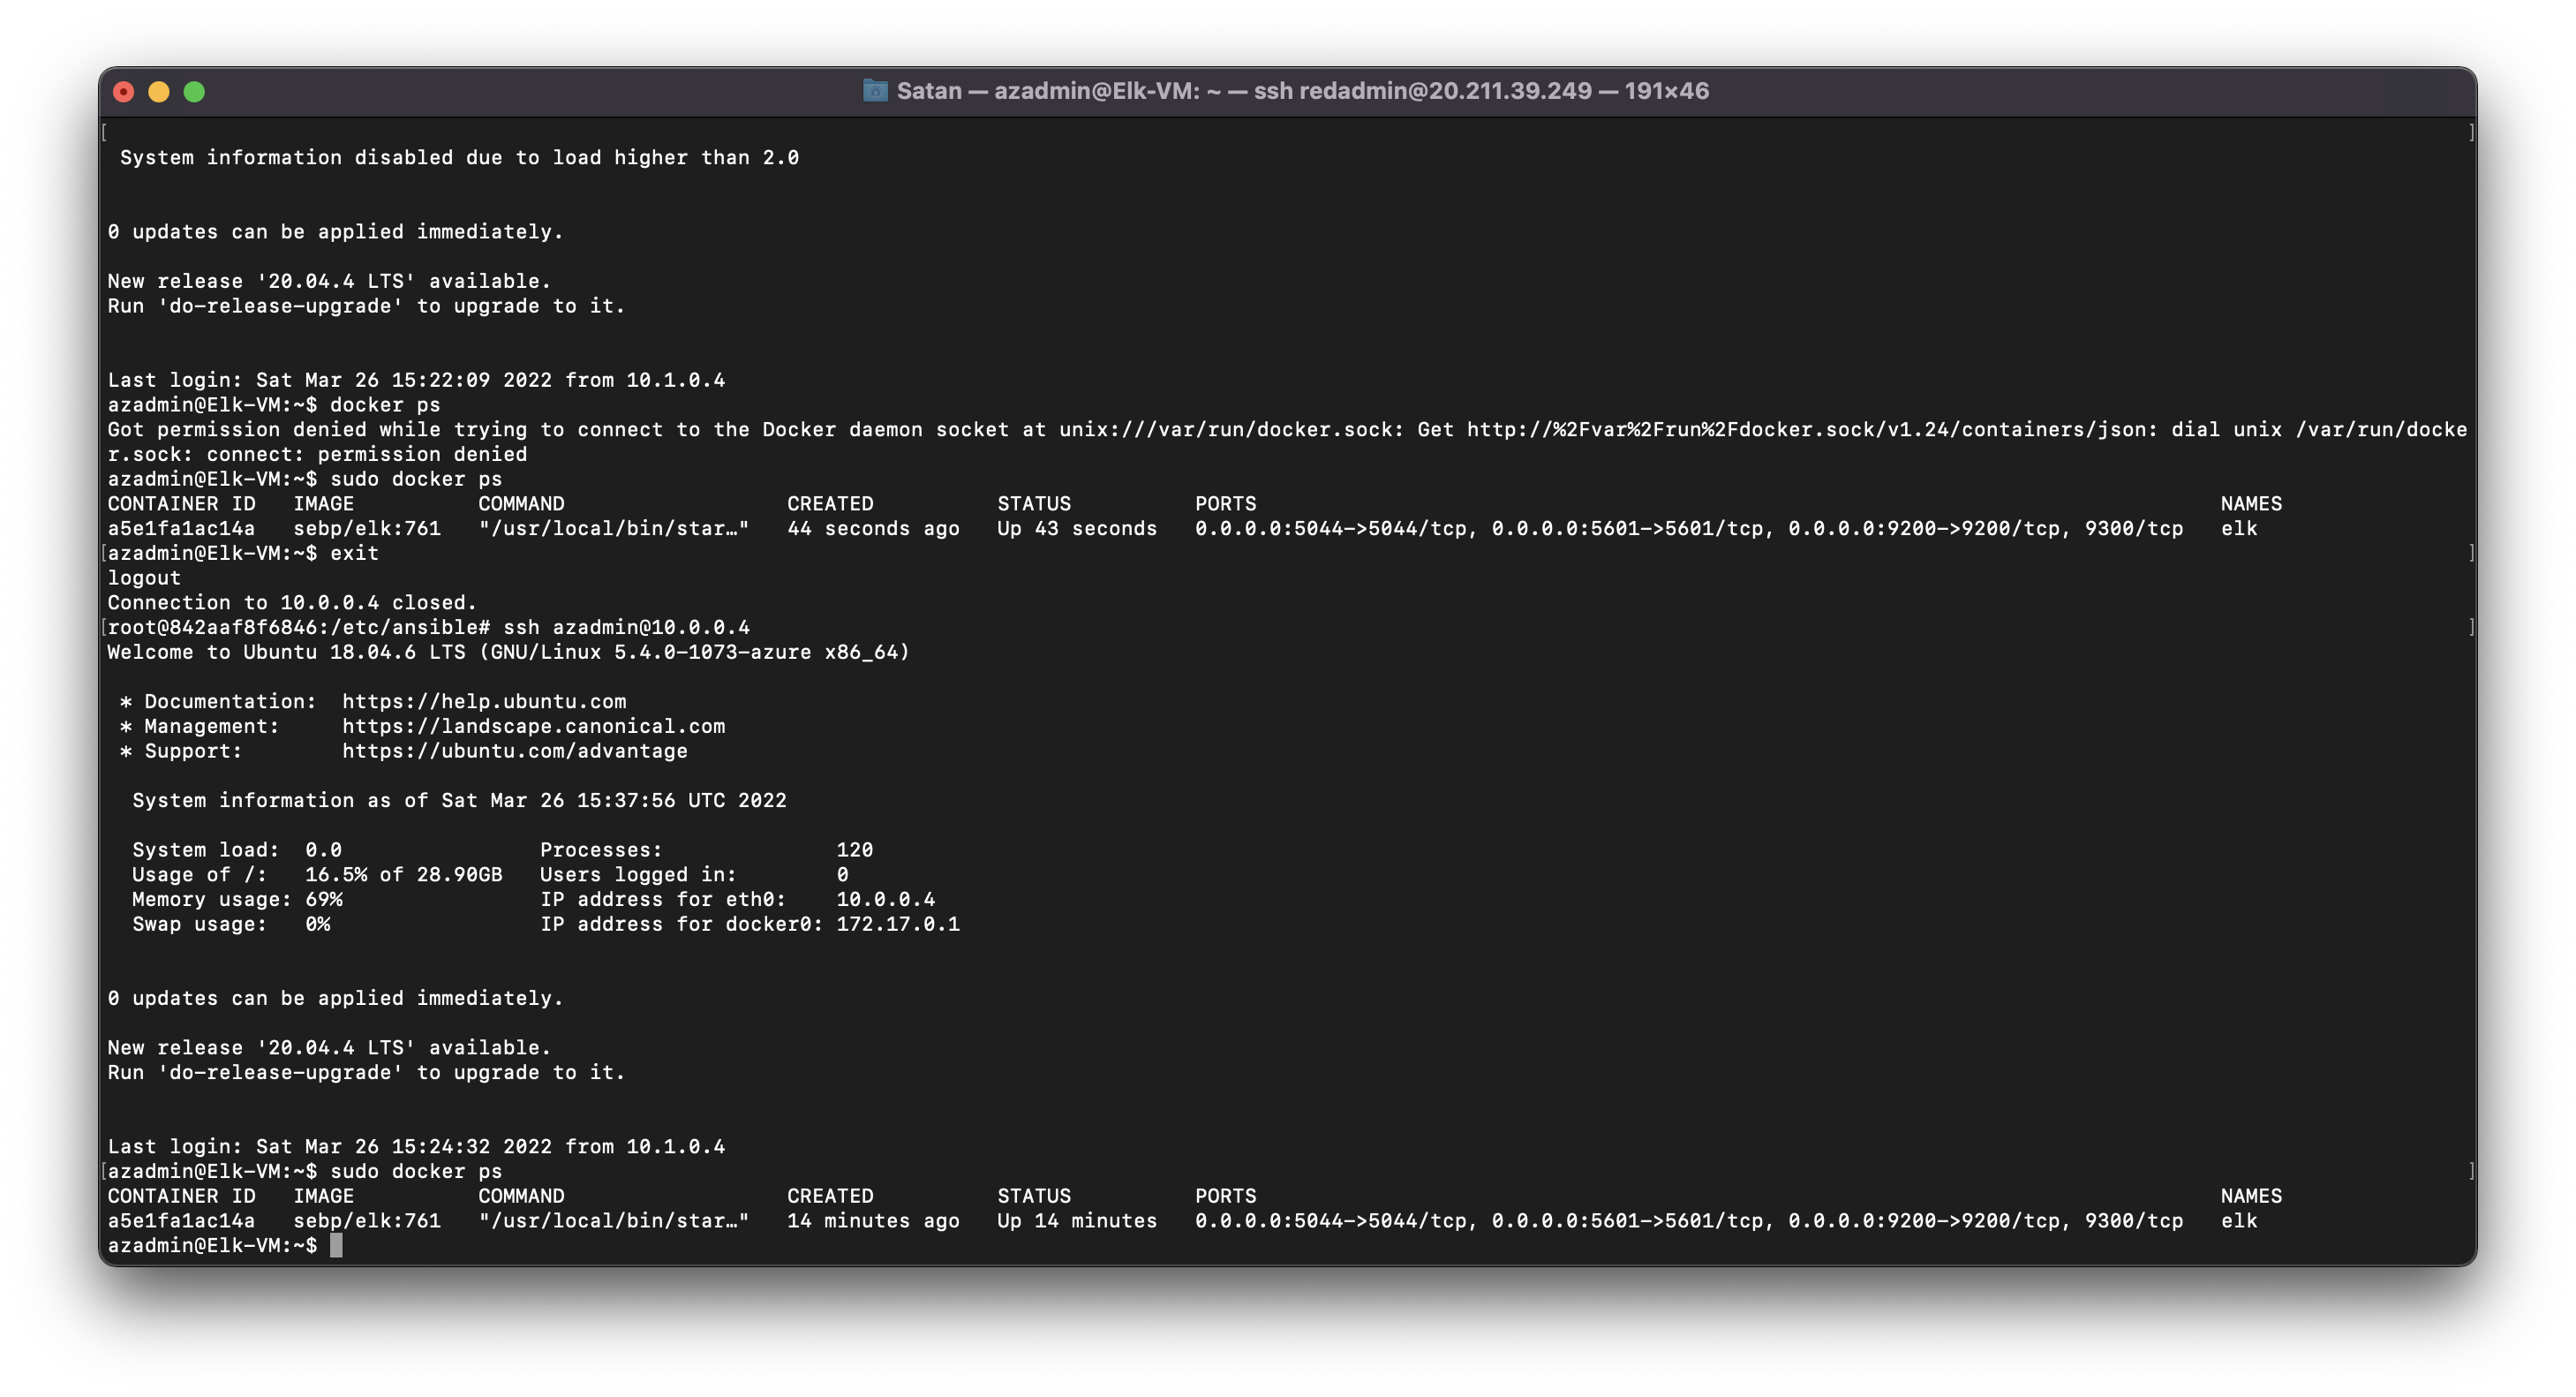 Satan — azadmin@Elk-VM: ~ — ssh redadmin@20.211.39.249 — 191×46
[ ]
System information disabled due to load higher than 2.0
0 updates can be applied immediately.
New release '20.04.4 LTS' available.
Run 'do-release-upgrade' to upgrade to it.
Last login: Sat Mar 26 15:22:09 2022 from 10.1.0.4
azadmin@Elk-VM:~$ docker ps
Got permission denied while trying to connect to the Docker daemon socket at unix:///var/run/docker.sock: Get http://%2Fvar%2Frun%2Fdocker.sock/v1.24/containers/json: dial unix /var/run/docke
r.sock: connect: permission denied
azadmin@Elk-VM:~$ sudo docker ps
CONTAINER ID   IMAGE          COMMAND                  CREATED          STATUS          PORTS                                                                              NAMES
a5e1fa1ac14a   sebp/elk:761   "/usr/local/bin/star…"   44 seconds ago   Up 43 seconds   0.0.0.0:5044->5044/tcp, 0.0.0.0:5601->5601/tcp, 0.0.0.0:9200->9200/tcp, 9300/tcp   elk
[azadmin@Elk-VM:~$ exit ]
logout
Connection to 10.0.0.4 closed.
[root@842aaf8f6846:/etc/ansible# ssh azadmin@10.0.0.4 ]
Welcome to Ubuntu 18.04.6 LTS (GNU/Linux 5.4.0-1073-azure x86_64)
* Documentation:  https://help.ubuntu.com
* Management:     https://landscape.canonical.com
* Support:        https://ubuntu.com/advantage
System information as of Sat Mar 26 15:37:56 UTC 2022
System load:  0.0                Processes:              120
Usage of /:   16.5% of 28.90GB   Users logged in:        0
Memory usage: 69%                IP address for eth0:    10.0.0.4
Swap usage:   0%                 IP address for docker0: 172.17.0.1
0 updates can be applied immediately.
New release '20.04.4 LTS' available.
Run 'do-release-upgrade' to upgrade to it.
Last login: Sat Mar 26 15:24:32 2022 from 10.1.0.4
[azadmin@Elk-VM:~$ sudo docker ps ]
CONTAINER ID   IMAGE          COMMAND                  CREATED          STATUS          PORTS                                                                              NAMES
a5e1fa1ac14a   sebp/elk:761   "/usr/local/bin/star…"   14 minutes ago   Up 14 minutes   0.0.0.0:5044->5044/tcp, 0.0.0.0:5601->5601/tcp, 0.0.0.0:9200->9200/tcp, 9300/tcp   elk
azadmin@Elk-VM:~$